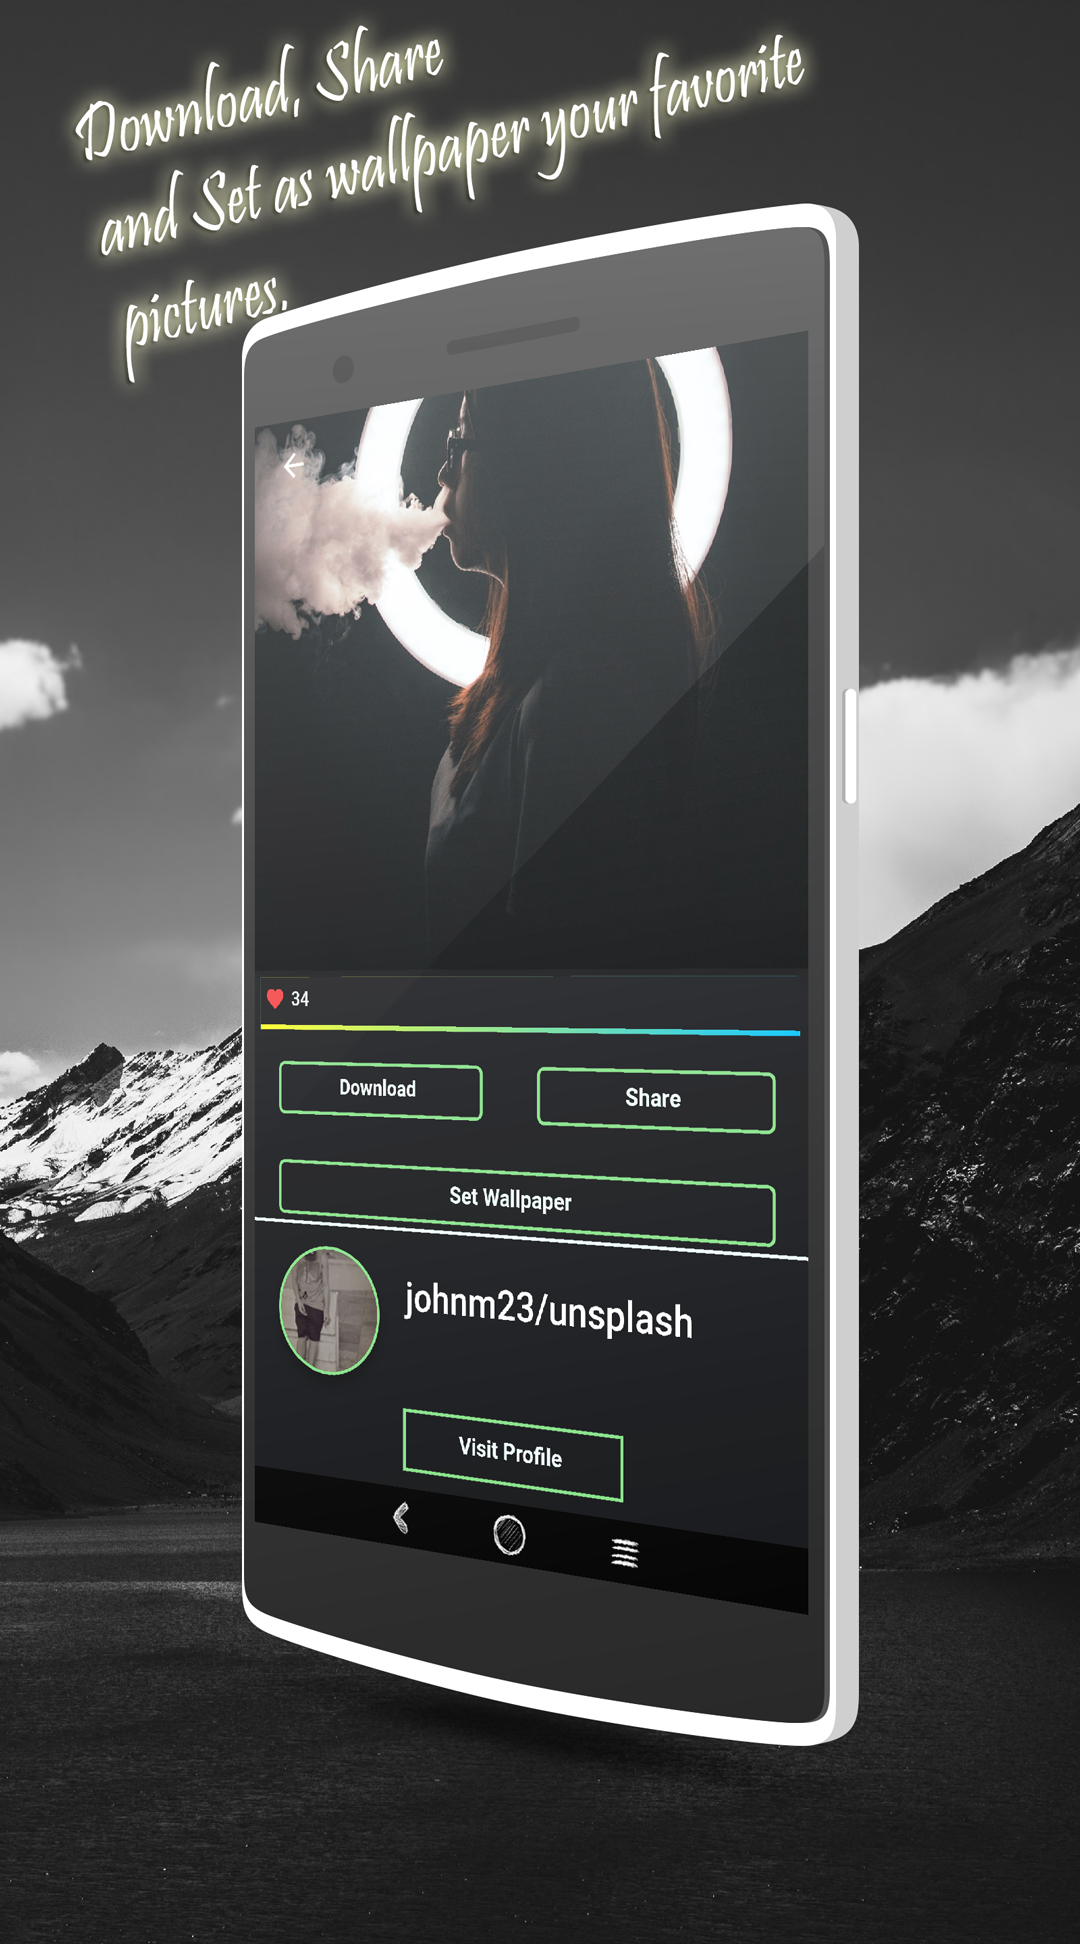 Download, Share
and Set as wallpaper your favorite
pictures.
34
Download
Share
Set Wallpaper
johnm23/unsplash
Visit Profile